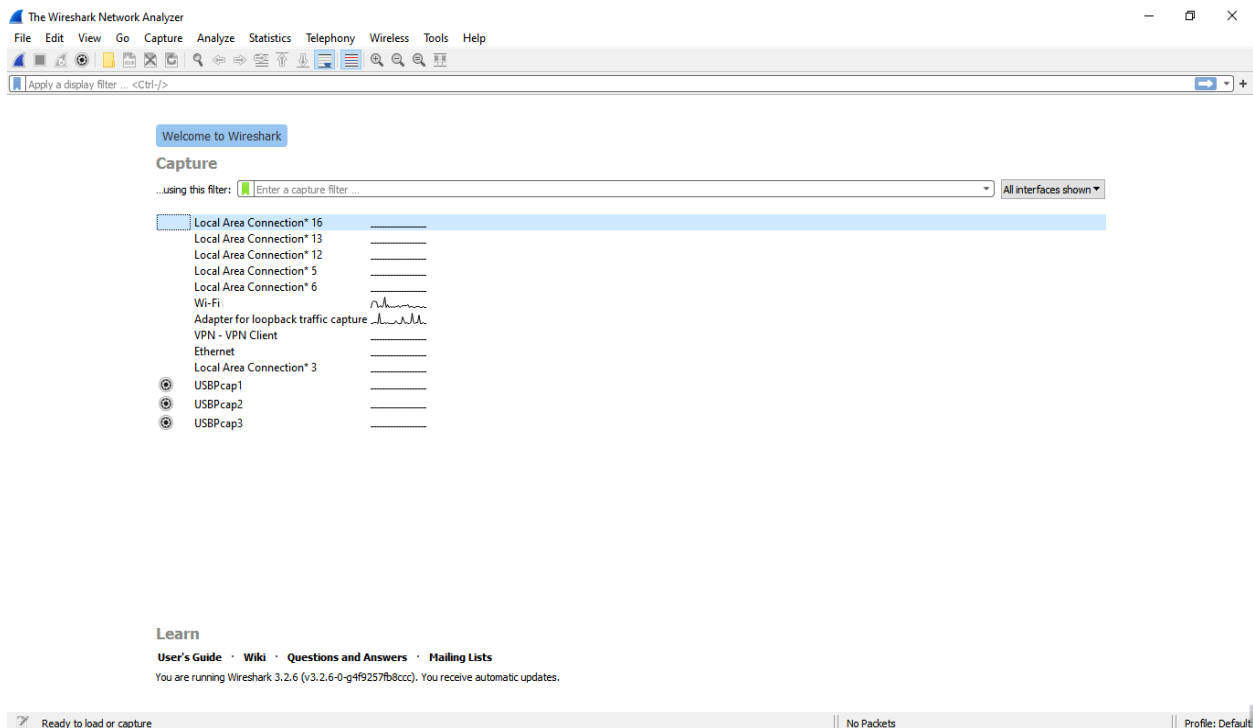 The Wireshark Network Analyzer
File Edit View Go Capture Analyze Statistics Telephony Wireless Tools Help
Apply a display filter ... <Ctrl-/>
Welcome to Wireshark
Capture
...using this filter: Enter a capture filter ... All interfaces shown
Local Area Connection* 16
Local Area Connection* 13
Local Area Connection* 12
Local Area Connection* 5
Local Area Connection* 6
Wi-Fi
Adapter for loopback traffic capture
VPN - VPN Client
Ethernet
Local Area Connection* 3
USBPcap1
USBPcap2
USBPcap3
Learn
User's Guide · Wiki · Questions and Answers · Mailing Lists
You are running Wireshark 3.2.6 (v3.2.6-0-g4f9257fb8ccc). You receive automatic updates.
Ready to load or capture No Packets Profile: Default